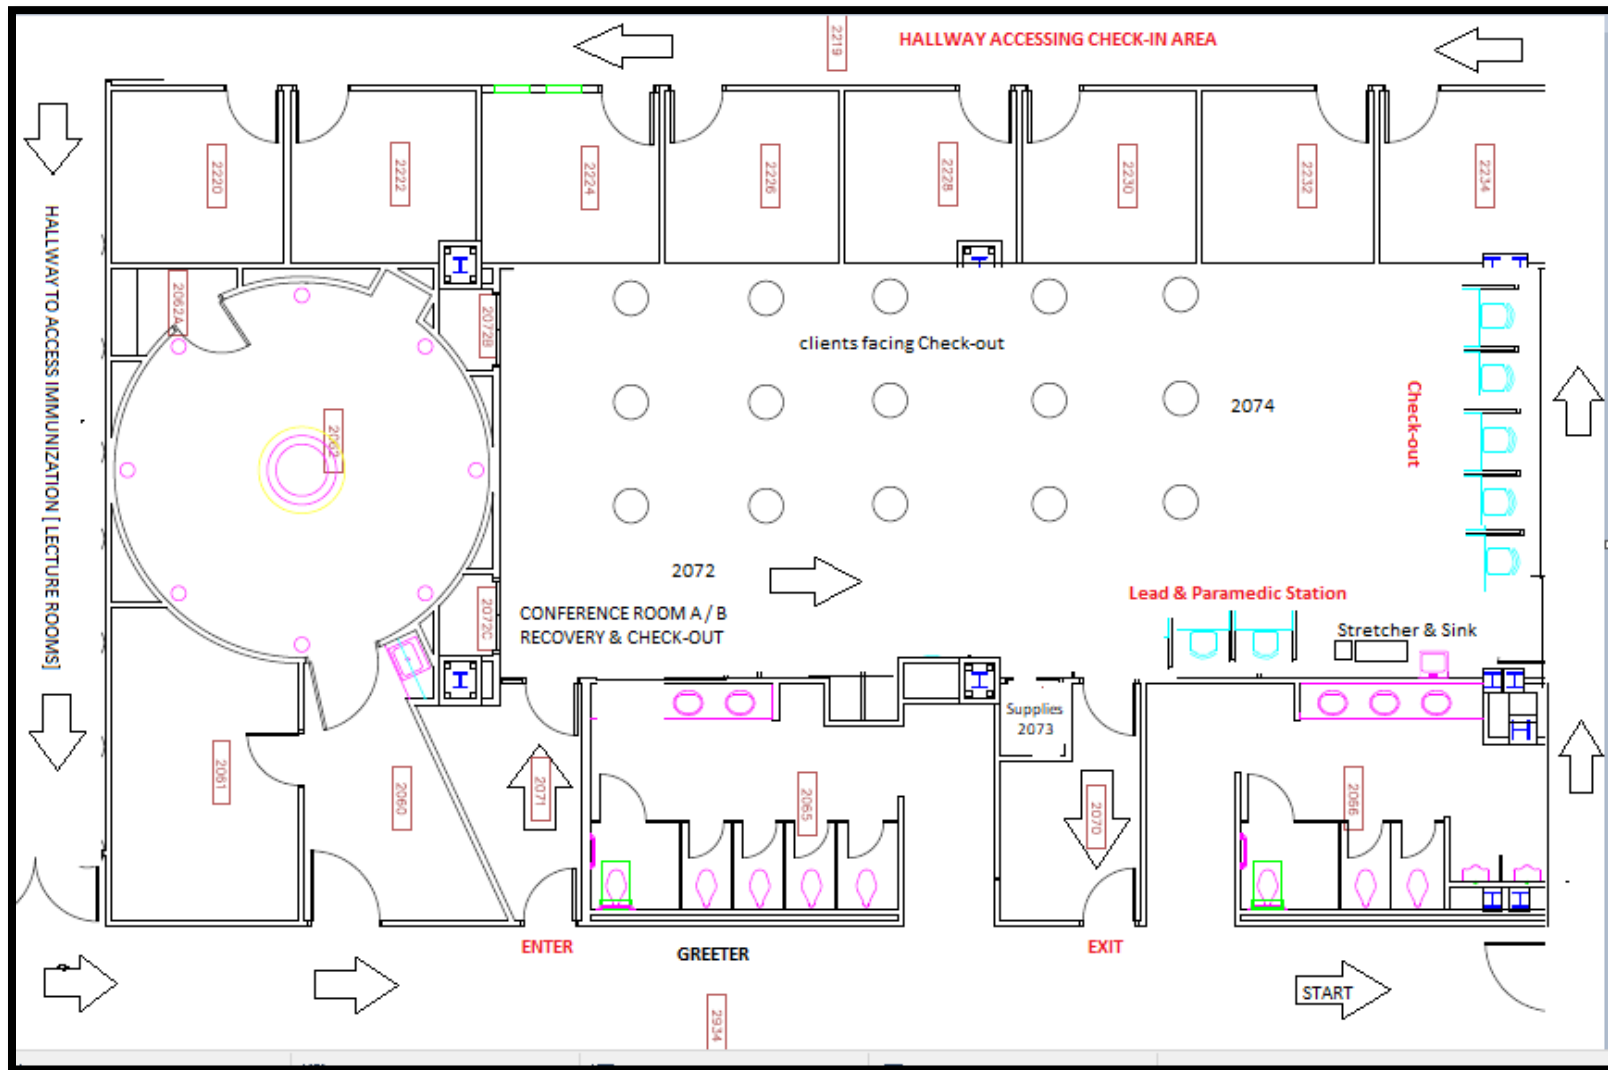 2219
HALLWAY ACCESSING CHECK-IN AREA
2220
2222
2224
2226
2228
2230
2232
2234
HALLWAY TO ACCESS IMMUNIZATION [ LECTURE ROOMS]
2062A
2072B
clients facing Check-out
2074
Check-out
2062
2072
CONFERENCE ROOM A / B
RECOVERY & CHECK-OUT
2072C
Lead & Paramedic Station
Stretcher & Sink
Supplies
2073
2061
2060
2071
2065
2070
2066
ENTER
GREETER
EXIT
START
2934